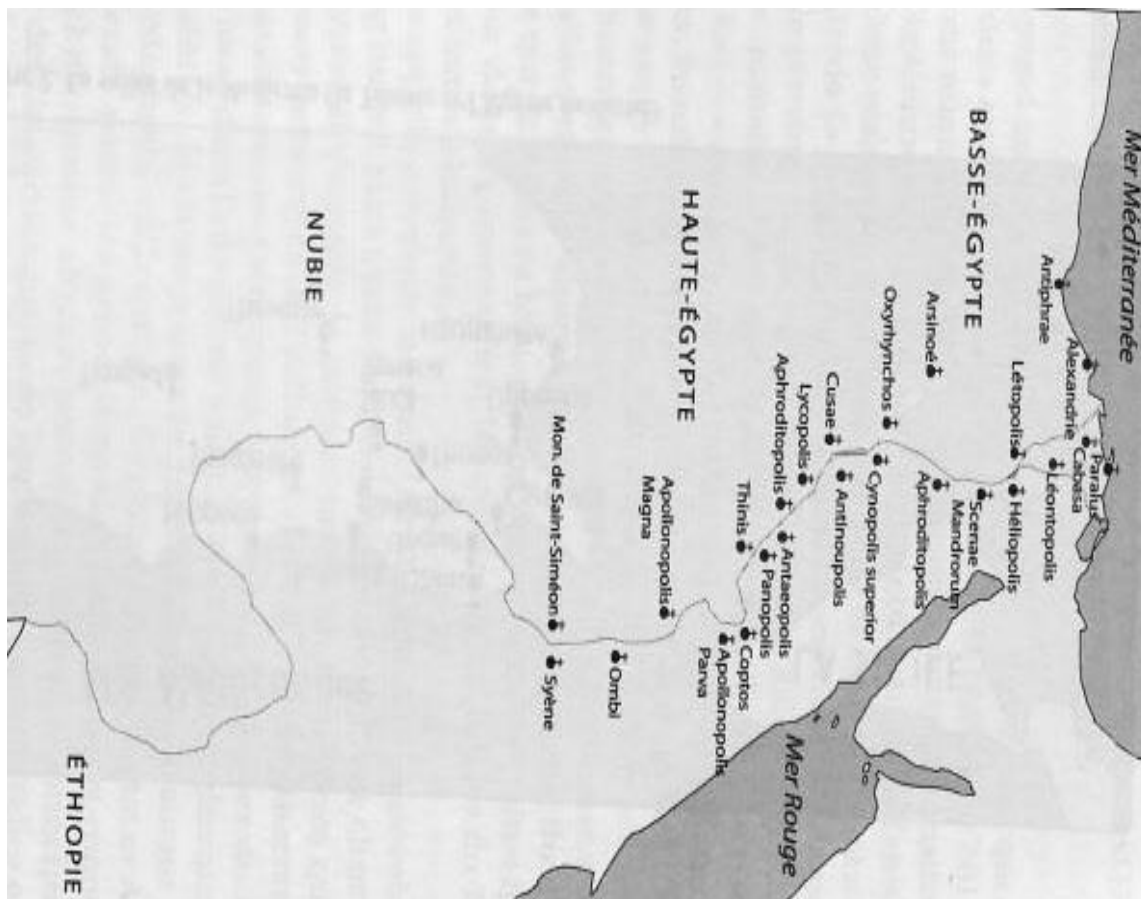 Mer Méditerranée
Paralus
Cabasa
Alexandrie
Antiphrae
Léontopolis
Létopolis
Héliopolis
BASSE-ÉGYPTE
Scenae
Mandrorum
Arsinoé
Aphroditopolis
Oxyrhynchos
Cynopolis superior
Cusae
Antinoupolis
Lycopolis
Aphroditopolis
Antaeopolis
Panopolis
Thinis
Mer Rouge
Coptos
Apollonopolis
Parva
HAUTE-ÉGYPTE
Apollonopolis
Magna
Ombi
Mon. de Saint-Siméon
Syène
NUBIE
ÉTHIOPIE